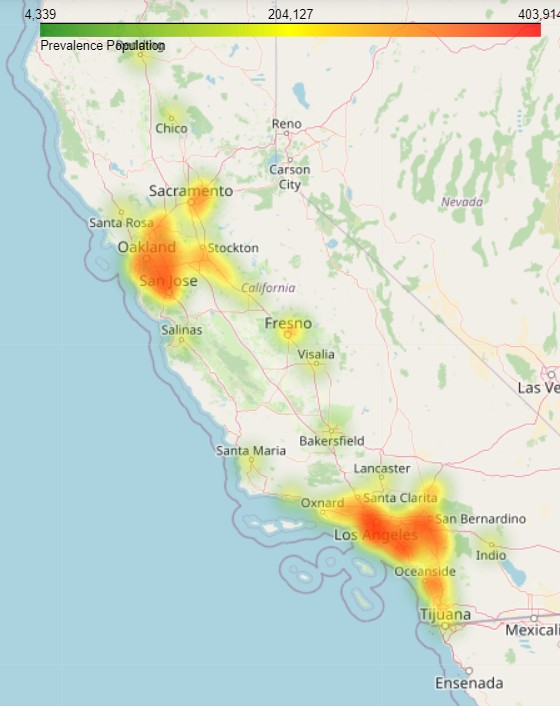 4,339 204,127 403,914
Prevalence Population
Redding
Chico
Reno
Carson
City
Sacramento
Nevada
Santa Rosa
Oakland
Stockton
San Jose
California
Salinas
Fresno
Visalia
Las Ve
Bakersfield
Santa Maria
Lancaster
Oxnard
Santa Clarita
San Bernardino
Los Angeles
Indio
Oceanside
Tijuana
Mexicali
Ensenada